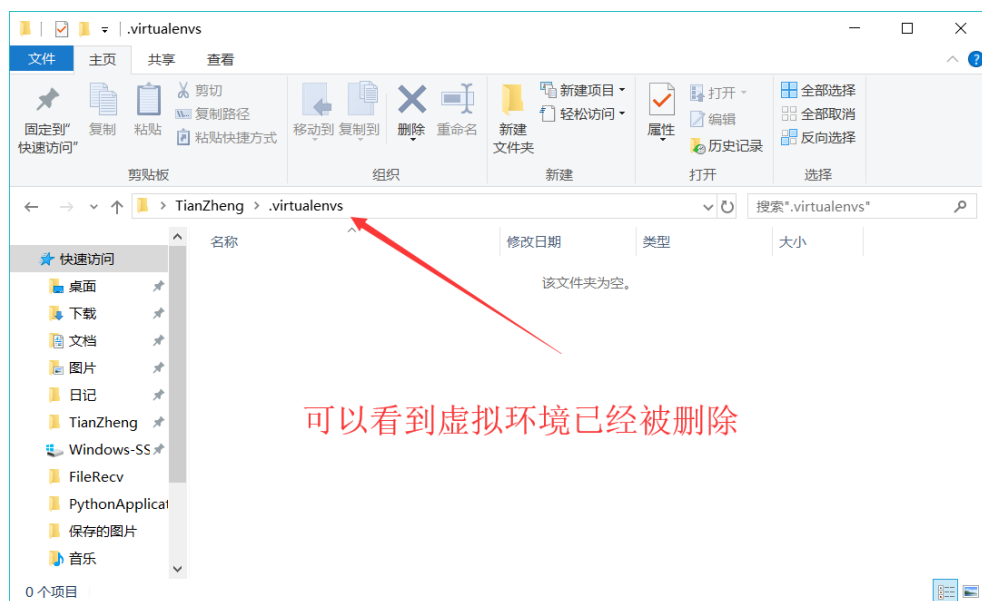 .virtualenvs
文件 主页 共享 查看
固定到"快速访问" 复制 粘贴 剪切
复制路径
粘贴快捷方式
移动到 复制到 删除 重命名
新建文件夹 新建项目
轻松访问
属性 打开
编辑
历史记录
全部选择
全部取消
反向选择
剪贴板 组织 新建 打开 选择
TianZheng > .virtualenvs
搜索".virtualenvs"
名称 修改日期 类型 大小
该文件夹为空。
快速访问
桌面
下载
文档
图片
日记
TianZheng
Windows-SS
FileRecv
PythonApplicat
保存的图片
音乐
可以看到虚拟环境已经被删除
0 个项目